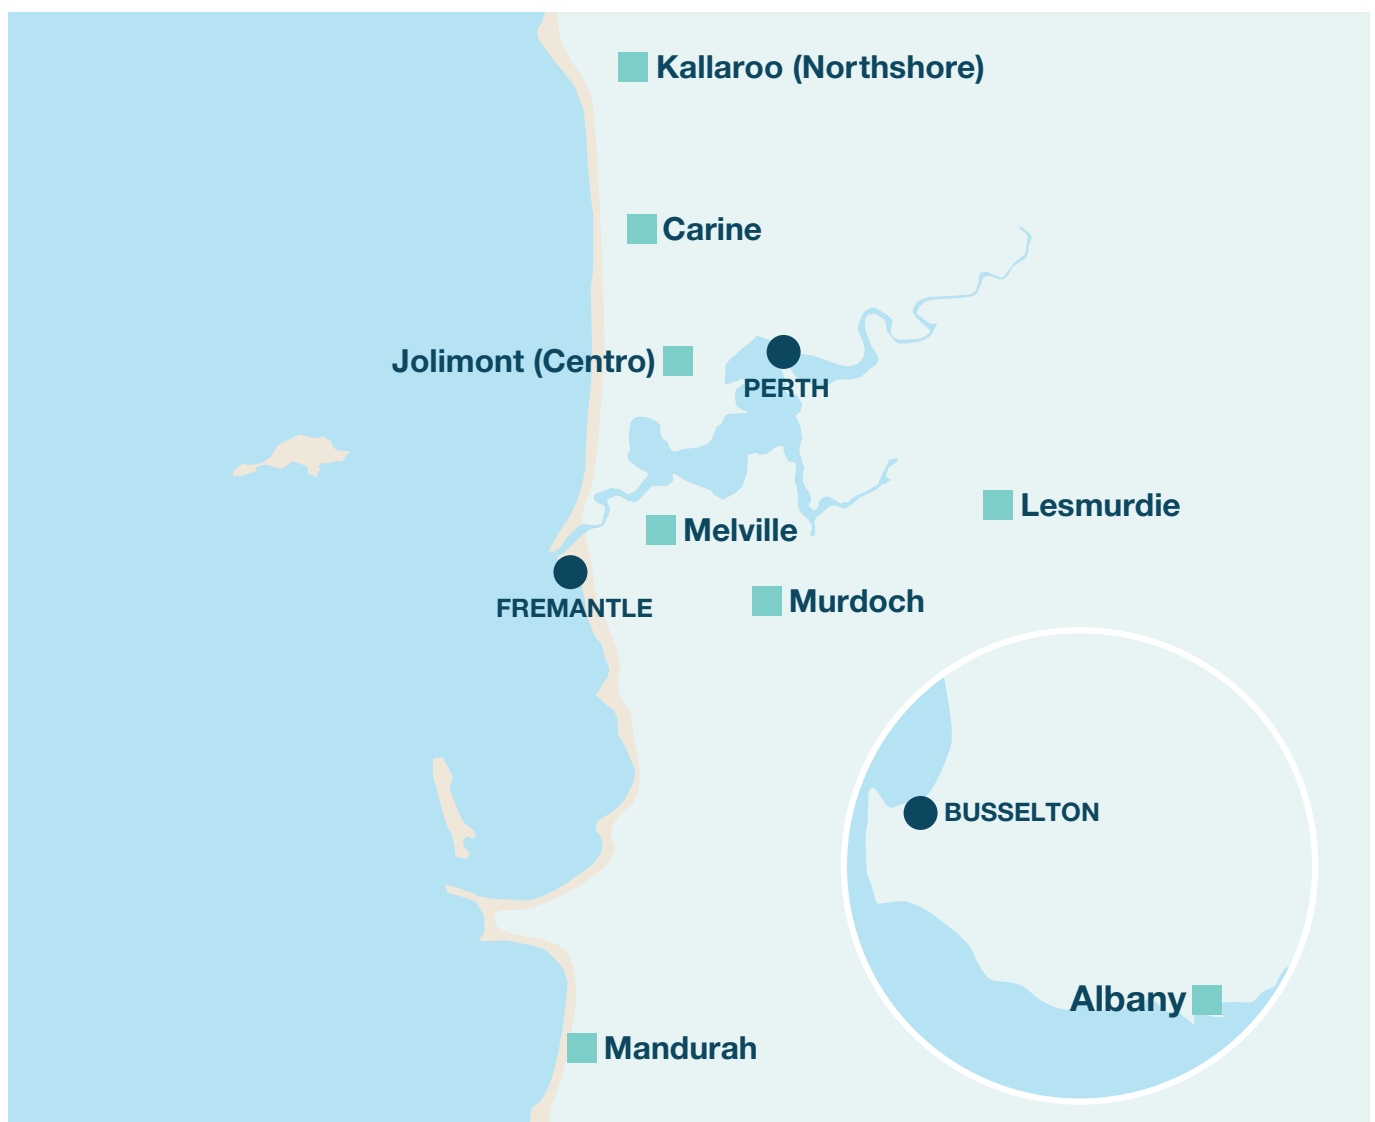 Kallaroo (Northshore)
Carine
Jolimont (Centro)
PERTH
Lesmurdie
Melville
Murdoch
FREMANTLE
BUSSELTON
Albany
Mandurah